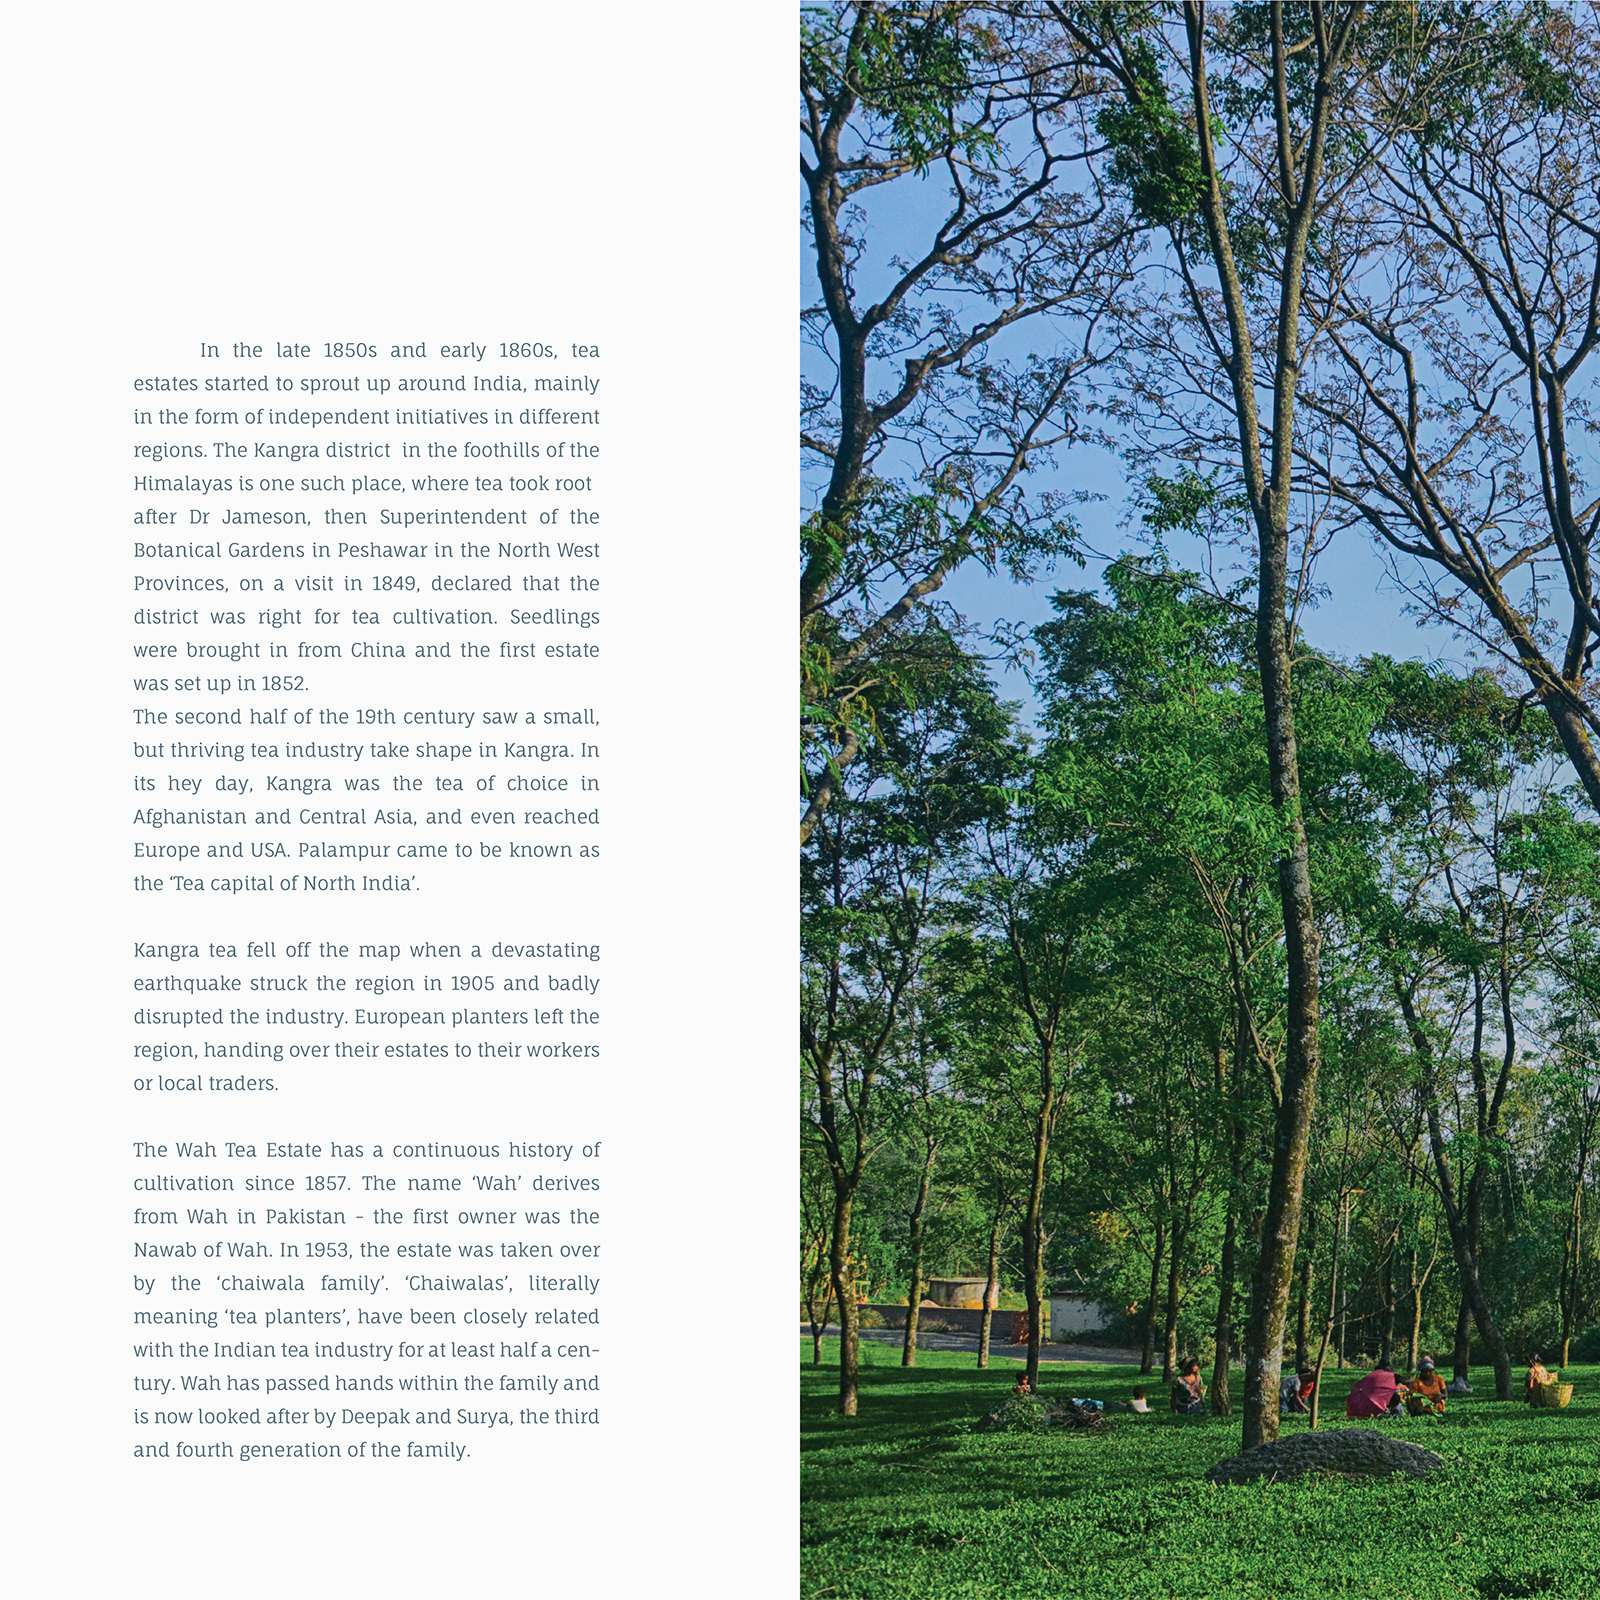 In the late 1850s and early 1860s, tea
estates started to sprout up around India, mainly
in the form of independent initiatives in different
regions. The Kangra district in the foothills of the
Himalayas is one such place, where tea took root
after Dr Jameson, then Superintendent of the
Botanical Gardens in Peshawar in the North West
Provinces, on a visit in 1849, declared that the
district was right for tea cultivation. Seedlings
were brought in from China and the first estate
was set up in 1852.
The second half of the 19th century saw a small,
but thriving tea industry take shape in Kangra. In
its hey day, Kangra was the tea of choice in
Afghanistan and Central Asia, and even reached
Europe and USA. Palampur came to be known as
the ‘Tea capital of North India’.
Kangra tea fell off the map when a devastating
earthquake struck the region in 1905 and badly
disrupted the industry. European planters left the
region, handing over their estates to their workers
or local traders.
The Wah Tea Estate has a continuous history of
cultivation since 1857. The name ‘Wah’ derives
from Wah in Pakistan - the first owner was the
Nawab of Wah. In 1953, the estate was taken over
by the ‘chaiwala family’. ‘Chaiwalas’, literally
meaning ‘tea planters’, have been closely related
with the Indian tea industry for at least half a cen-
tury. Wah has passed hands within the family and
is now looked after by Deepak and Surya, the third
and fourth generation of the family.